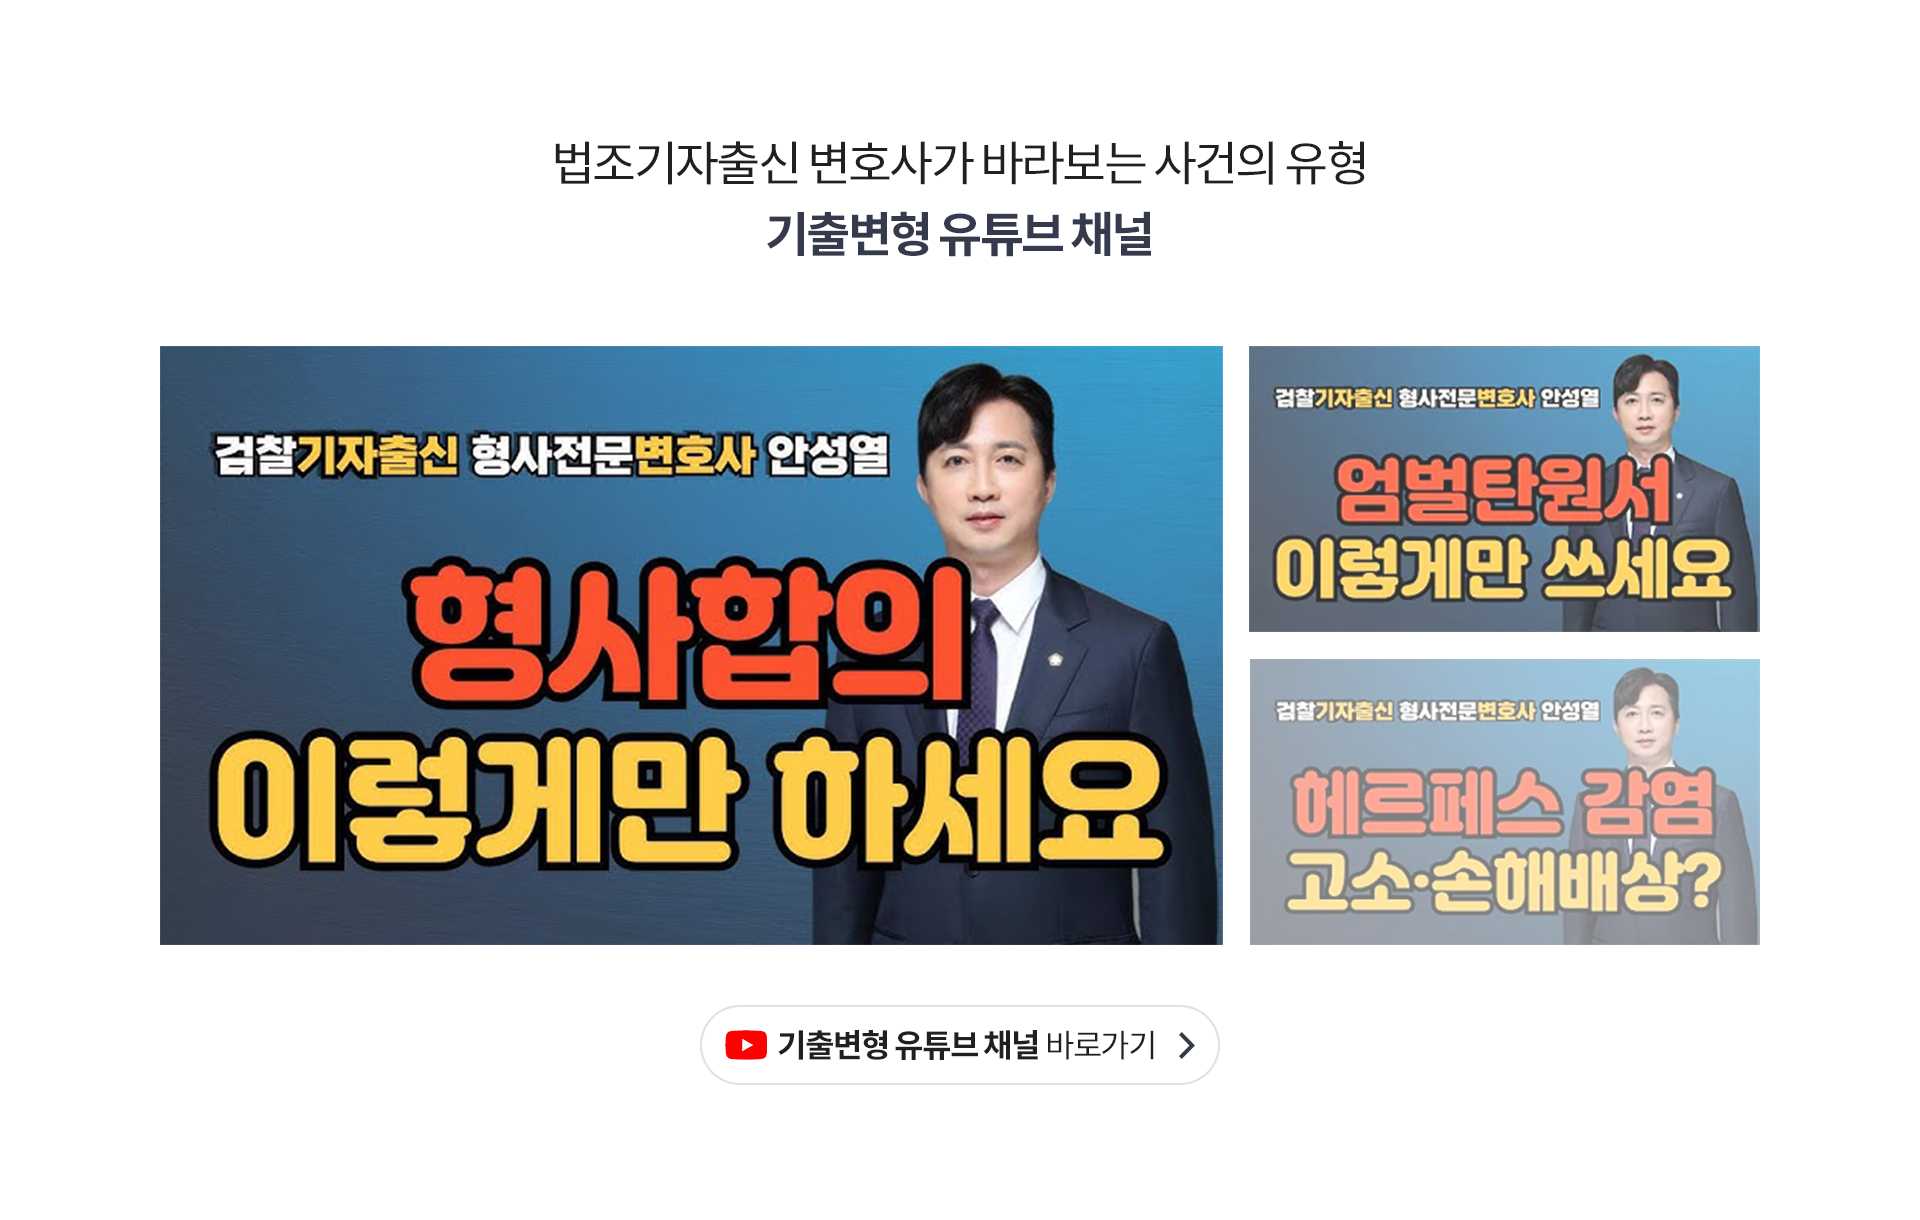 법조기자출신 변호사가 바라보는 사건의 유형
기출변형 유튜브 채널
검찰기자출신 형사전문변호사 안성열
형사합의
이렇게만 하세요
검찰기자출신 형사전문변호사 안성열
엄벌탄원서
이렇게만 쓰세요
검찰기자출신 형사전문변호사 안성열
헤르페스 감염
고소·손해배상?
기출변형 유튜브 채널 바로가기